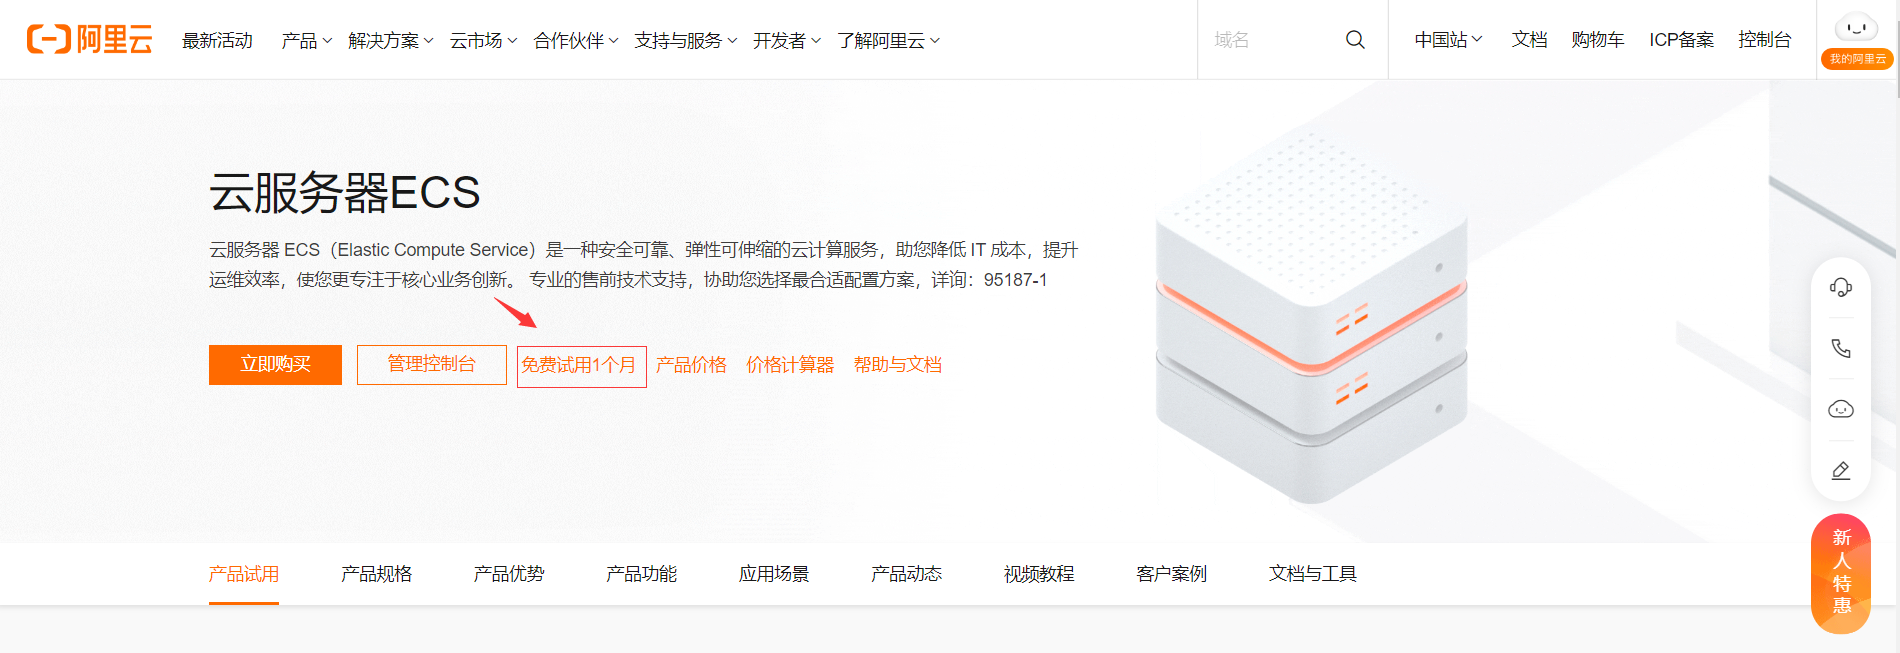 阿里云
最新活动 产品 解决方案 云市场 合作伙伴 支持与服务 开发者 了解阿里云
域名
中国站 文档 购物车 ICP备案 控制台
我的阿里云
云服务器ECS
云服务器 ECS（Elastic Compute Service）是一种安全可靠、弹性可伸缩的云计算服务，助您降低 IT 成本，提升
运维效率，使您更专注于核心业务创新。 专业的售前技术支持，协助您选择最合适配置方案，详询：95187-1
立即购买 管理控制台 免费试用1个月 产品价格 价格计算器 帮助与文档
产品试用 产品规格 产品优势 产品功能 应用场景 产品动态 视频教程 客户案例 文档与工具
新
人
特
惠